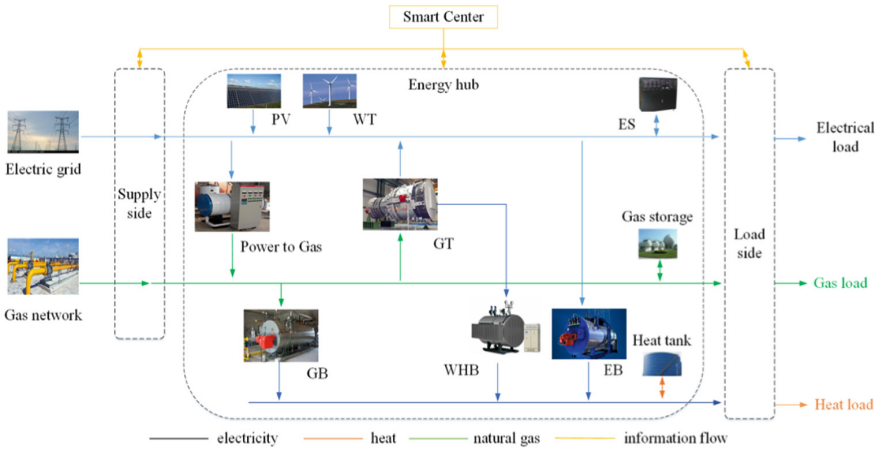 Smart Center
Energy hub
PV
WT
ES
Electric grid
Electrical
load
Supply
side
Power to Gas
GT
Gas storage
Load
side
Gas network
Gas load
GB
WHB
EB
Heat tank
Heat load
electricity
heat
natural gas
information flow